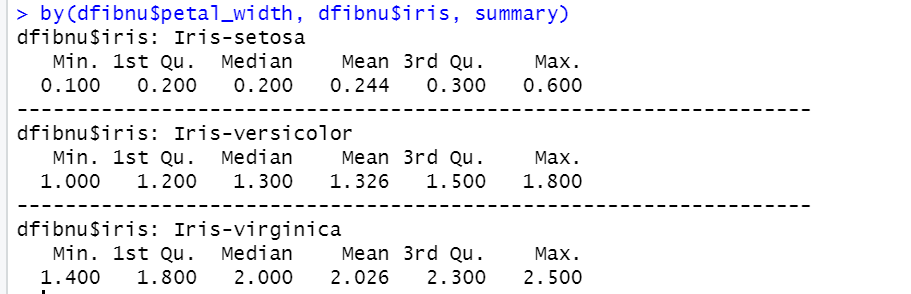 > by(dfibnu$petal_width, dfibnu$iris, summary)
dfibnu$iris: Iris-setosa
   Min. 1st Qu.  Median    Mean 3rd Qu.    Max.
  0.100   0.200   0.200   0.244   0.300   0.600
------------------------------------------------------------------
dfibnu$iris: Iris-versicolor
   Min. 1st Qu.  Median    Mean 3rd Qu.    Max.
  1.000   1.200   1.300   1.326   1.500   1.800
------------------------------------------------------------------
dfibnu$iris: Iris-virginica
   Min. 1st Qu.  Median    Mean 3rd Qu.    Max.
  1.400   1.800   2.000   2.026   2.300   2.500